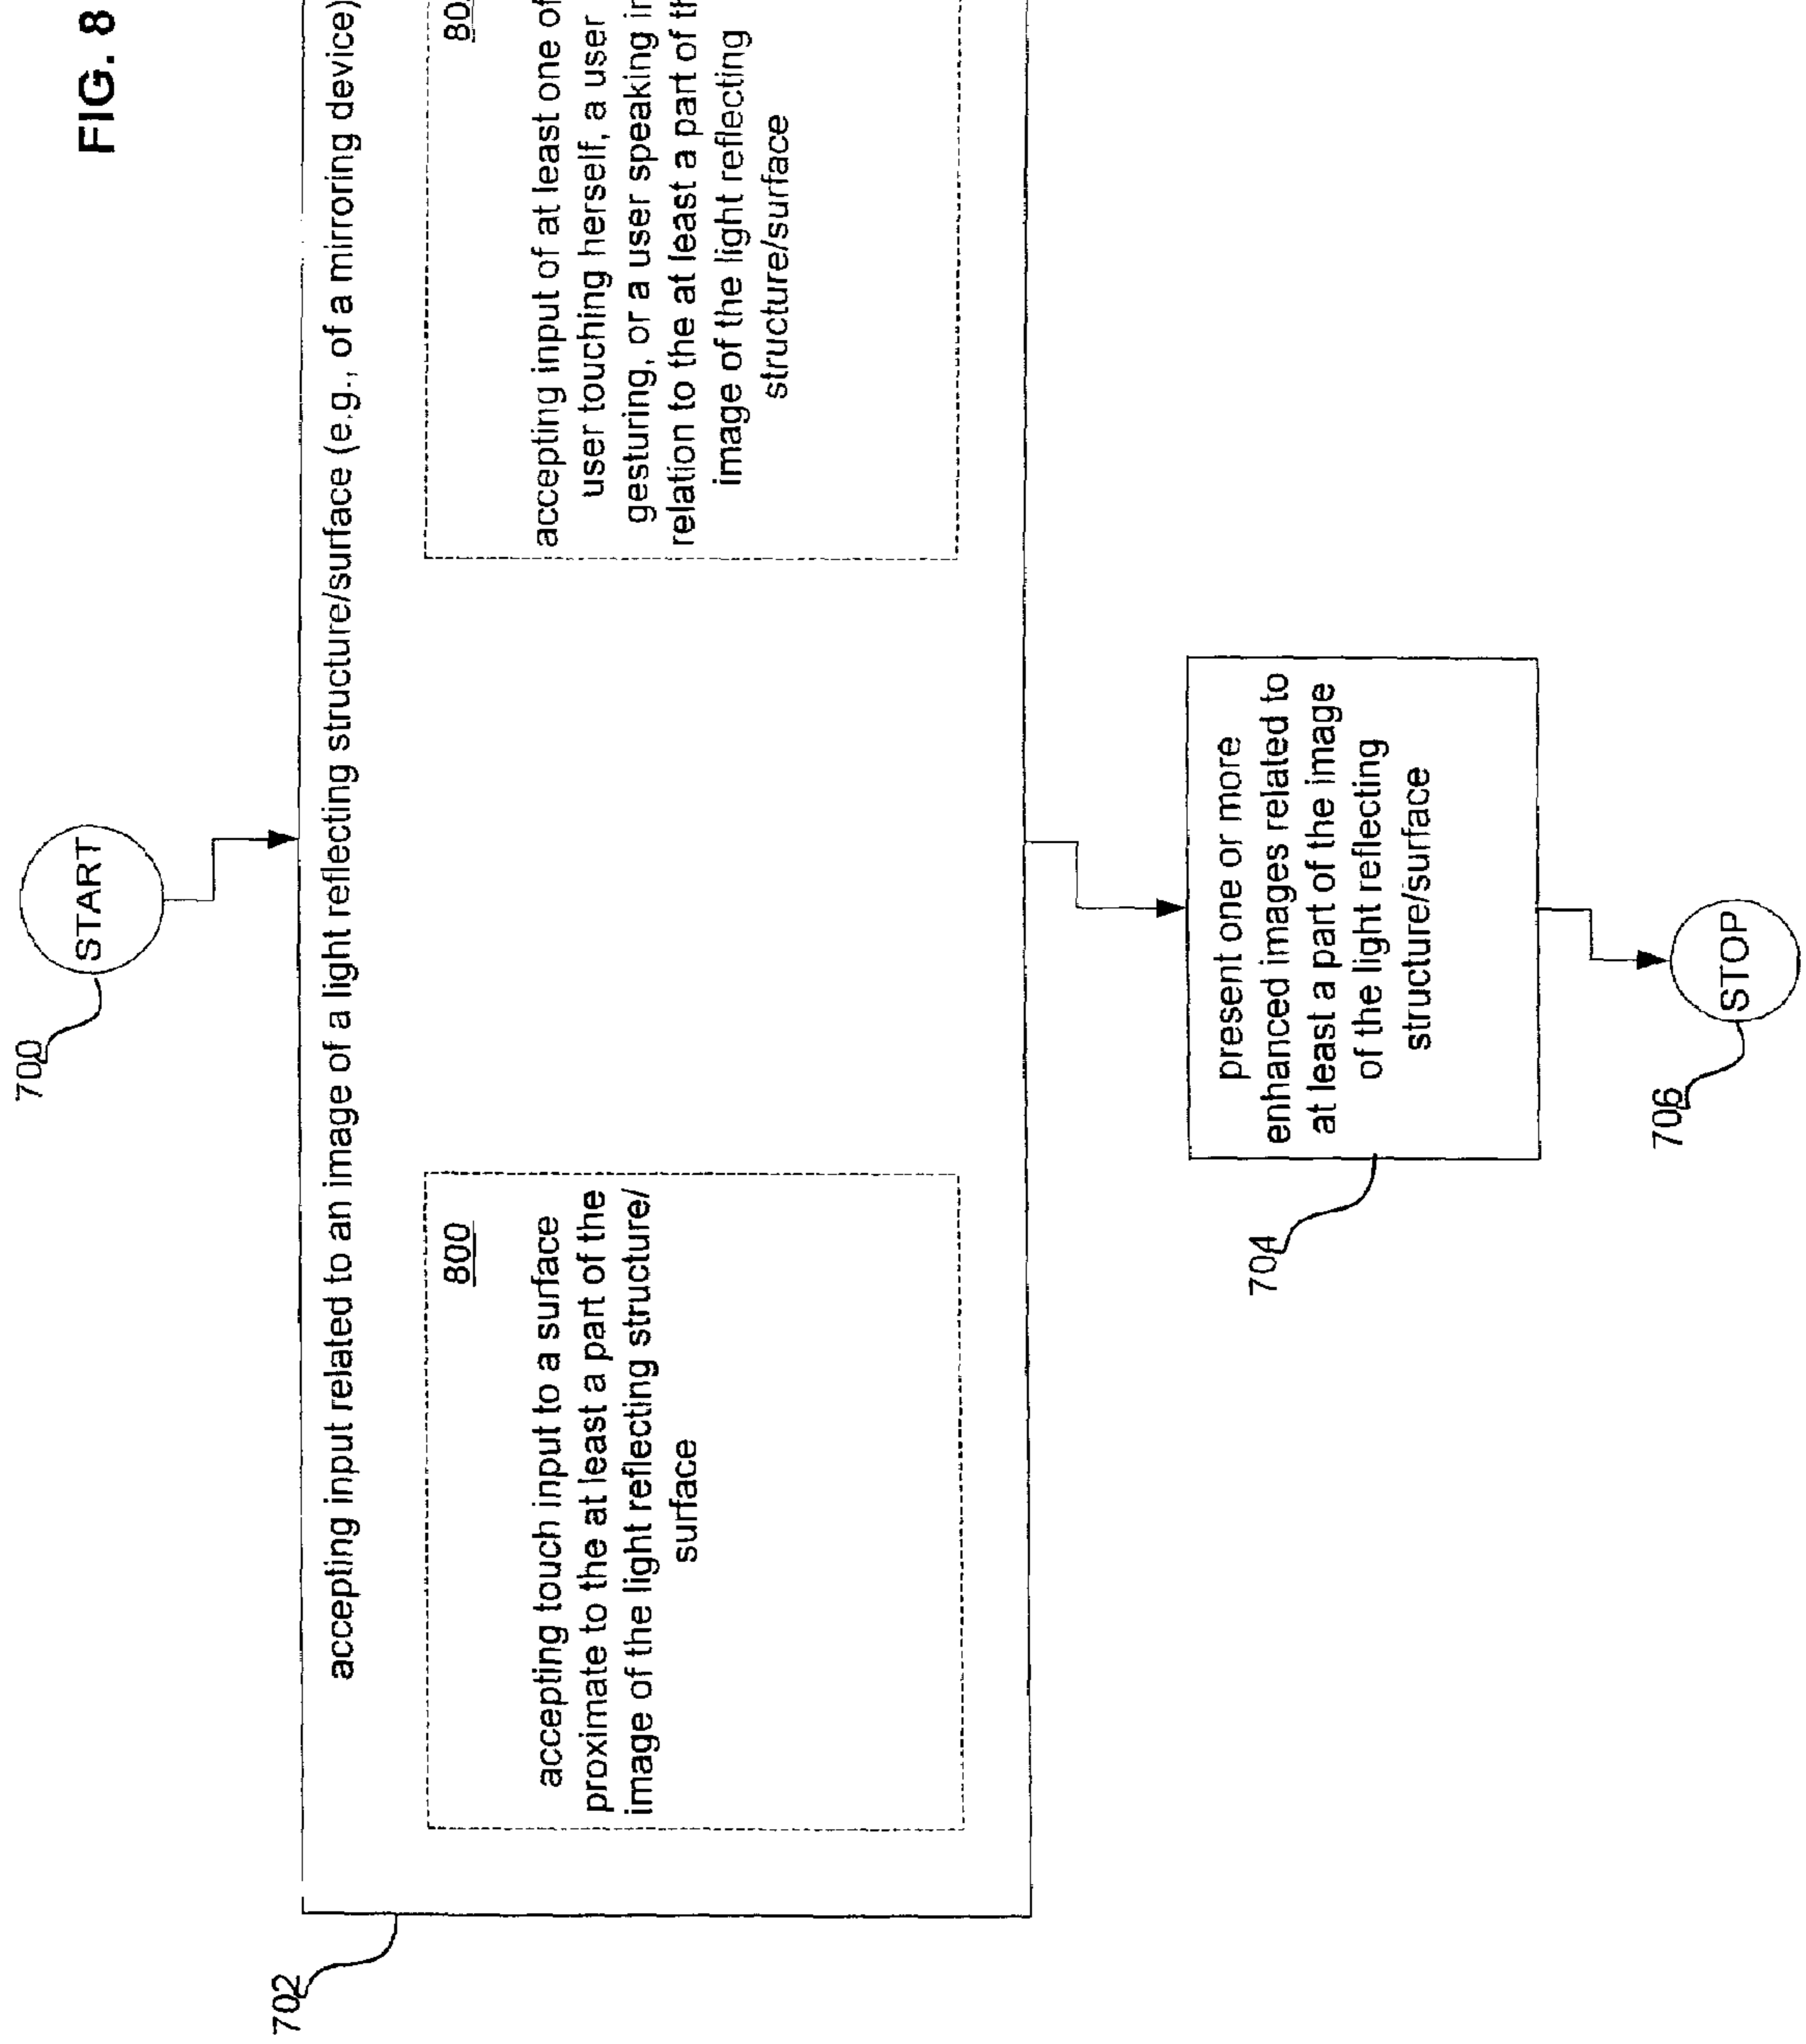 FIG. 8
700
START
702
accepting input related to an image of a light reflecting structure/surface (e.g., of a mirroring device)
800
accepting touch input to a surface
proximate to the at least a part of the
image of the light reflecting structure/
surface
80
accepting input of at least one of
user touching herself, a user
gesturing, or a user speaking in
relation to the at least a part of
image of the light reflecting
structure/surface
704
present one or more
enhanced images related to
at least a part of the image
of the light reflecting
structure/surface
706
STOP